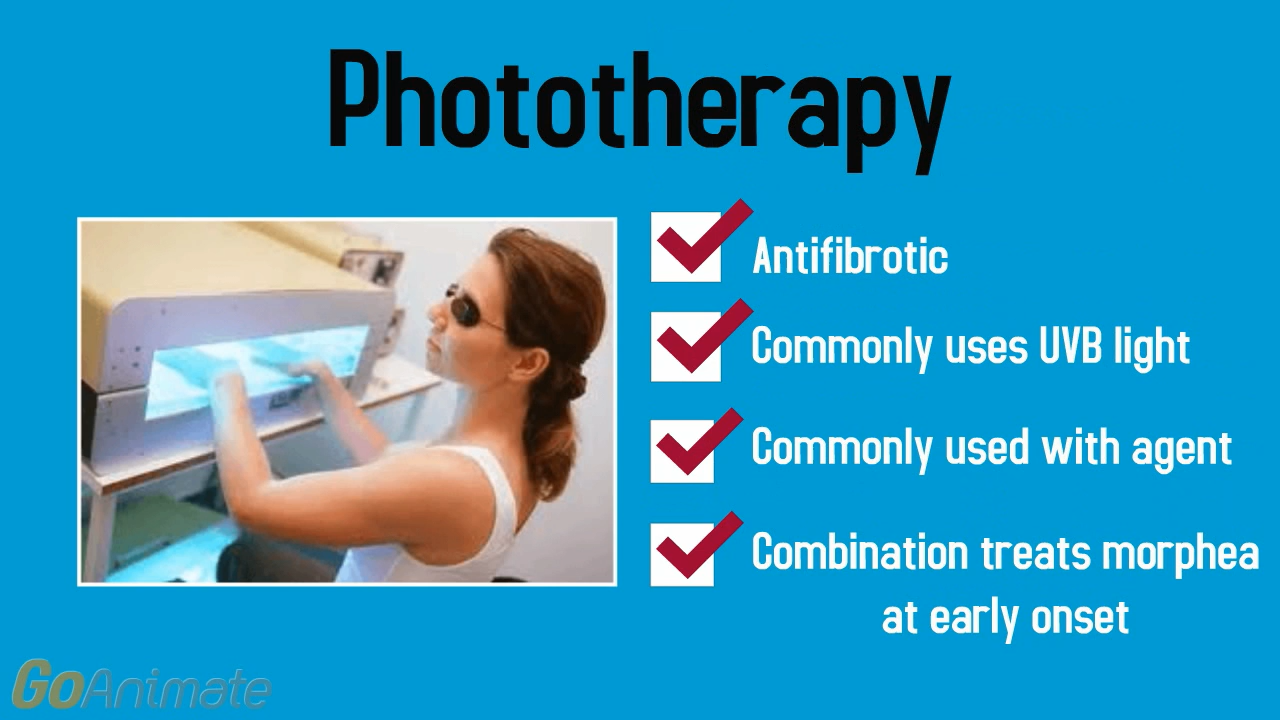 Phototherapy
Antifibrotic
Commonly uses UVB light
Commonly used with agent
Combination treats morphea
at early onset
GoAnimate